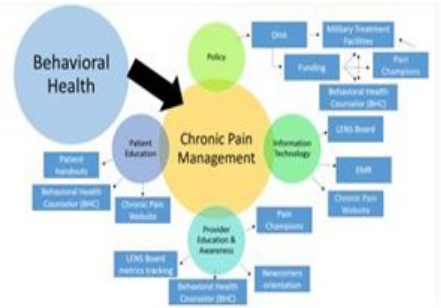 Behavioral
Health
Policy
DHA
Military Treatment
Facilities
Funding
Pain
Champions
Behavioral Health
Counselor (BHC)
Chronic Pain
Management
Patient
Education
Information
Technology
LENS Board
EMR
Chronic Pain
Website
Patient
handouts
Behavioral Health
Counselor (BHC)
Chronic Pain
Website
Provider
Education &
Awareness
Pain
Champions
LENS Board
metrics tracking
Behavioral Health
Counselor (BHC)
Newcomers
orientation